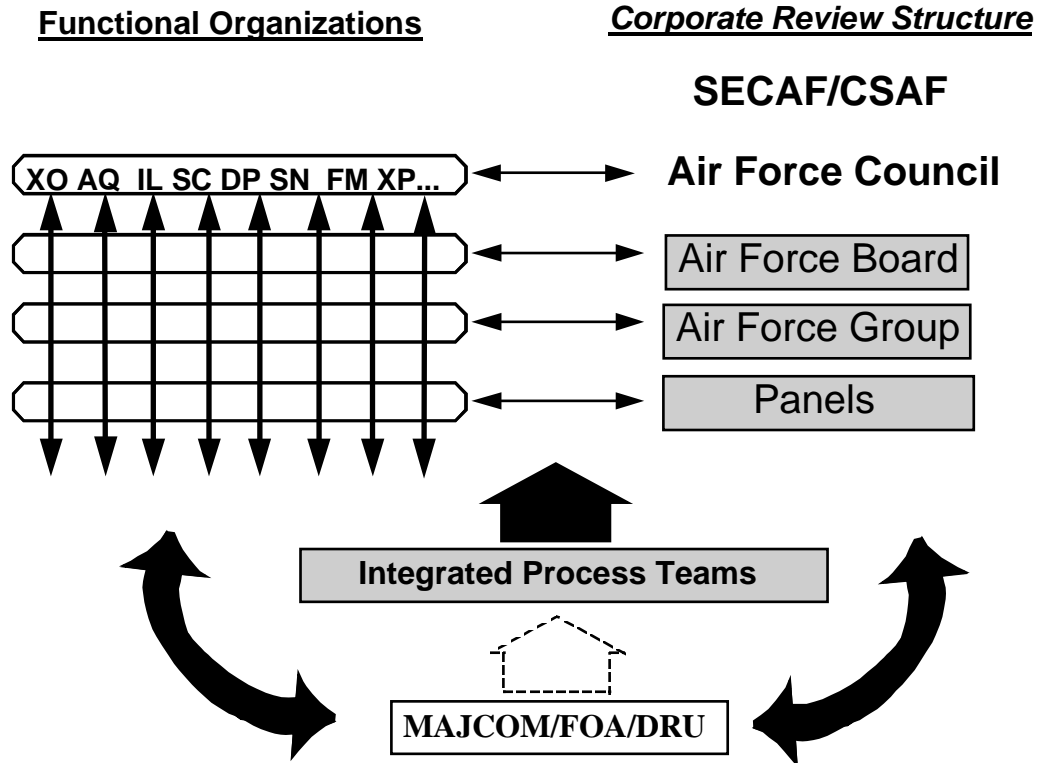 Functional Organizations
Corporate Review Structure
SECAF/CSAF
XO AQ IL SC DP SN FM XP...
Air Force Council
Air Force Board
Air Force Group
Panels
Integrated Process Teams
MAJCOM/FOA/DRU